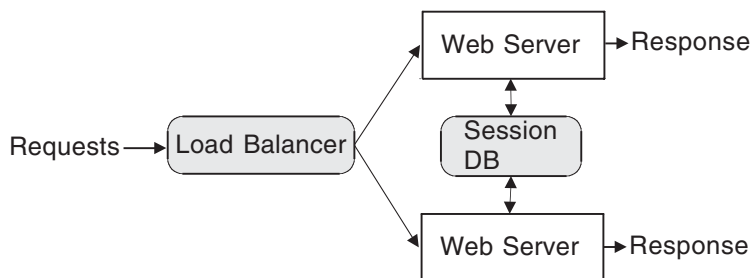 Web Server
Response
Requests
Load Balancer
Session
DB
Web Server
Response